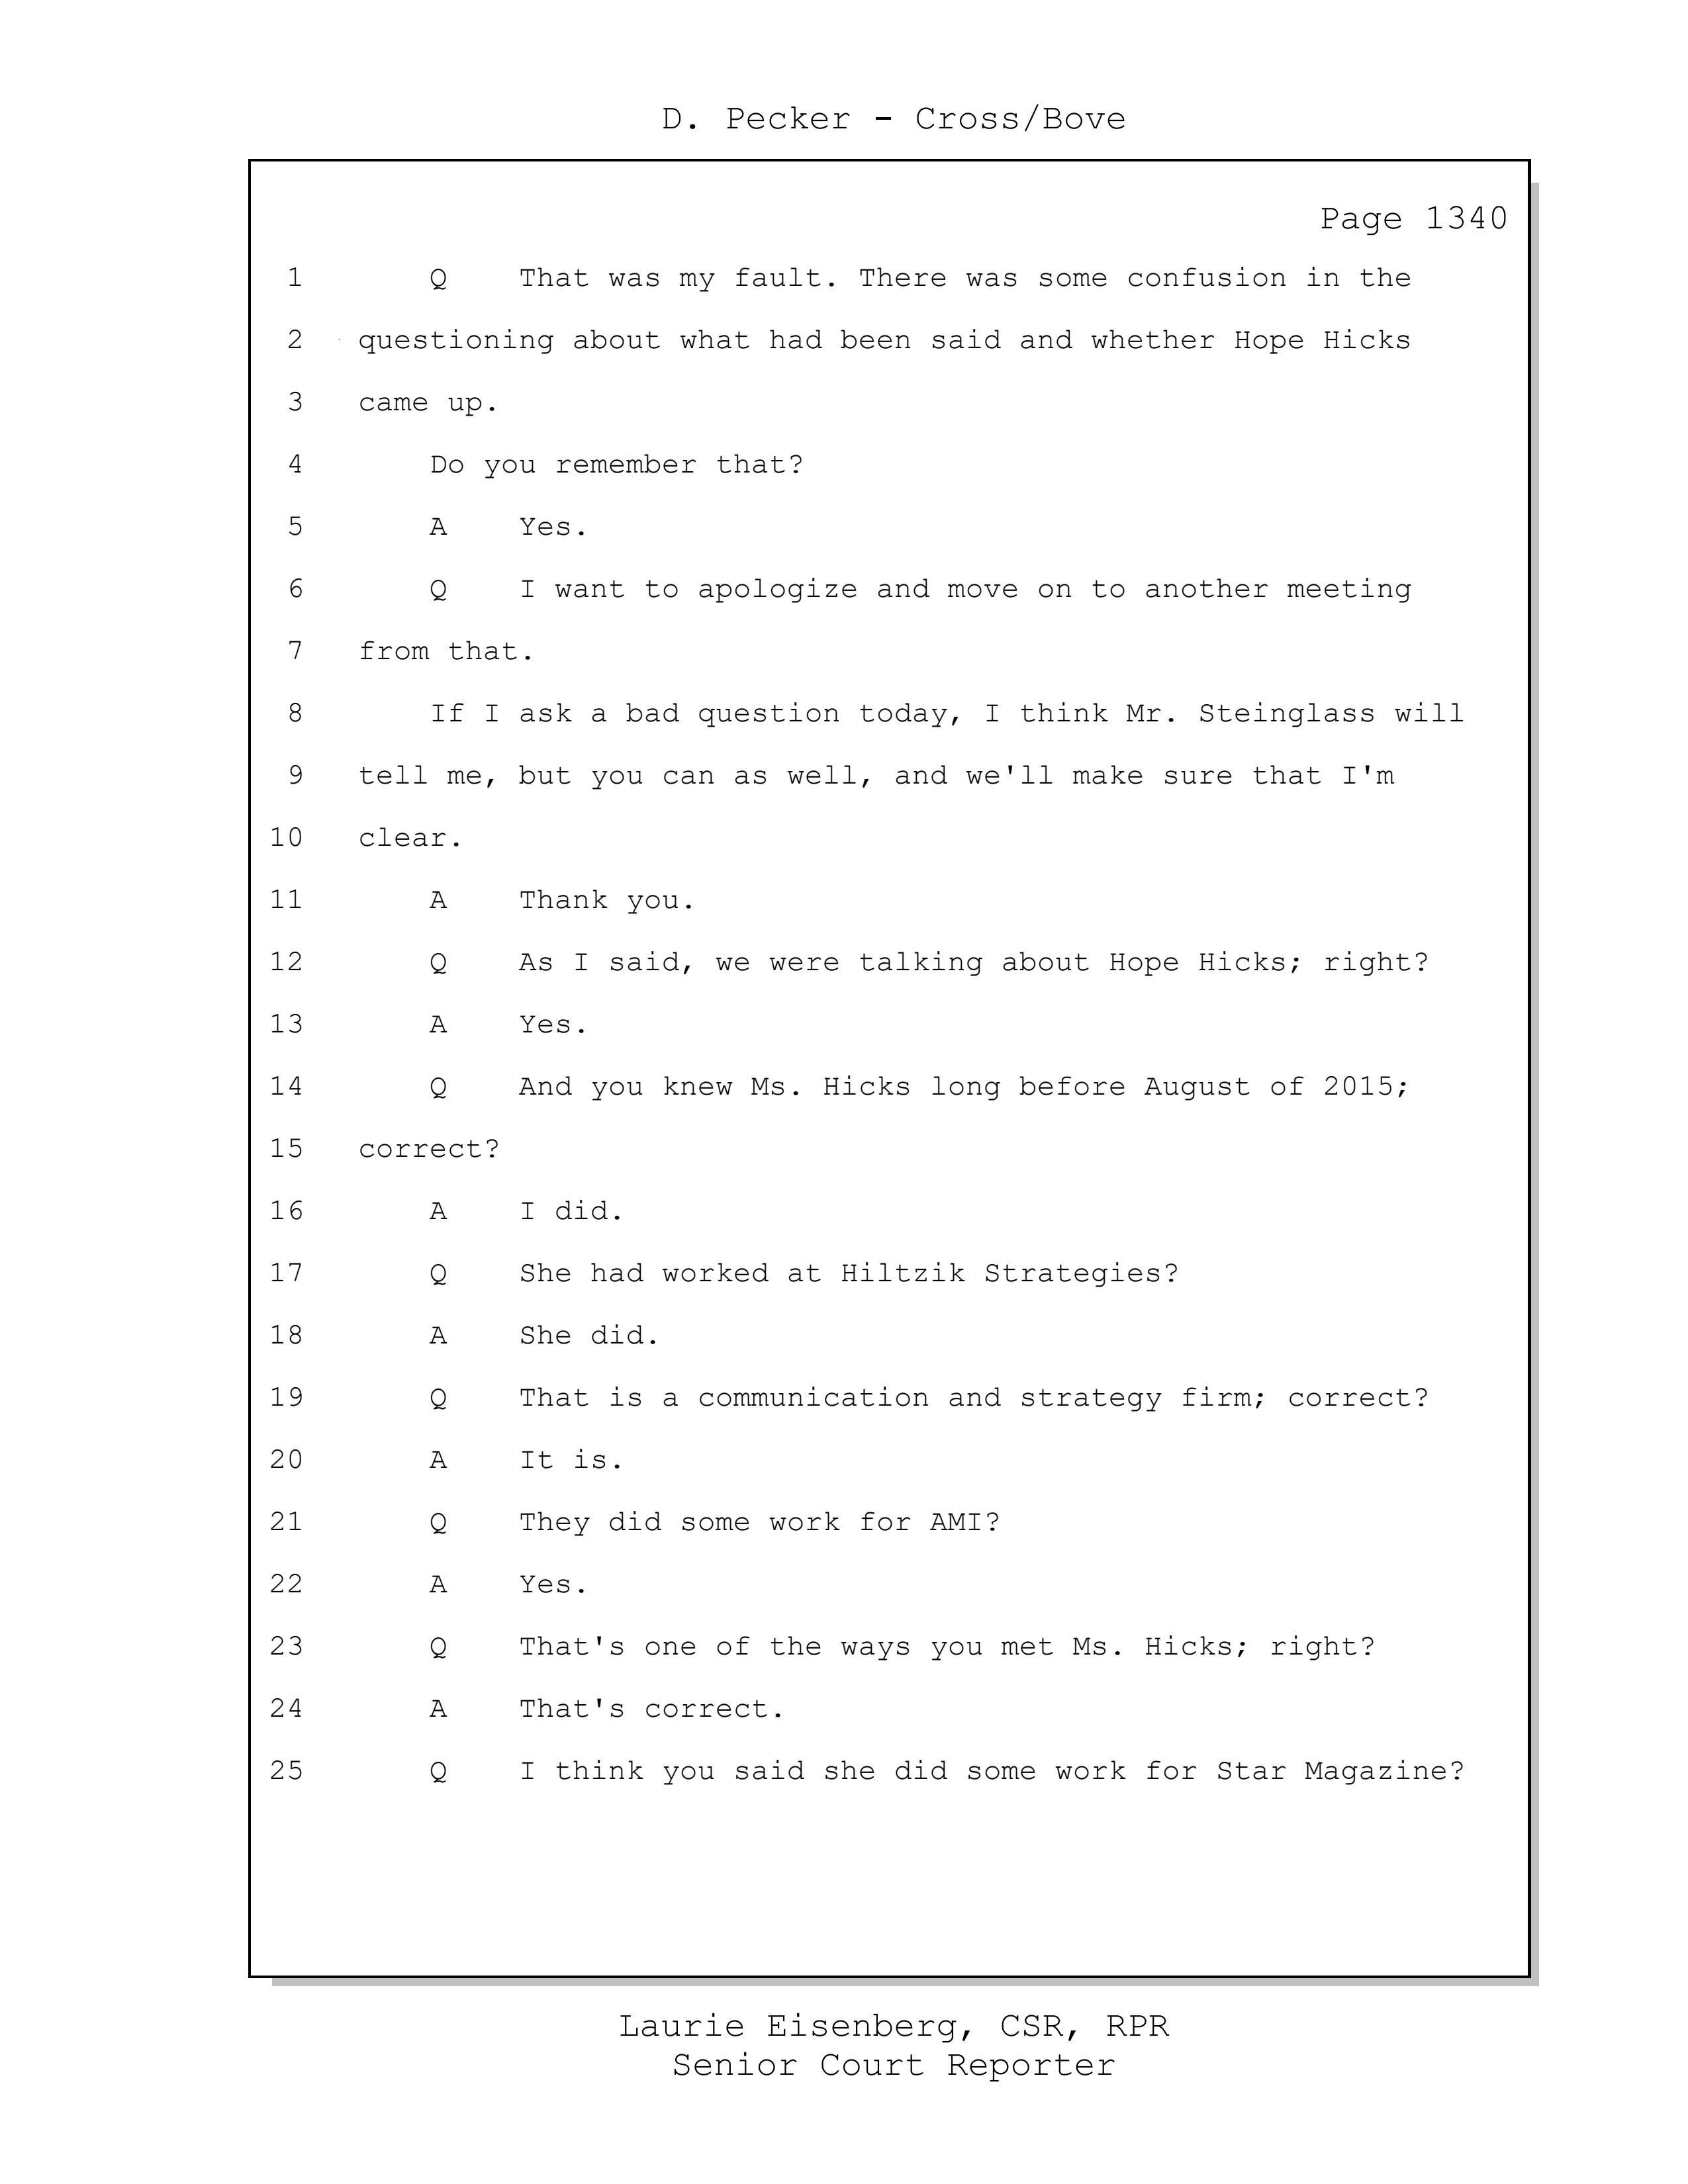 D. Pecker - Cross/Bove
Page 1340
1 Q That was my fault. There was some confusion in the
2 questioning about what had been said and whether Hope Hicks
3 came up.
4 Do you remember that?
5 A Yes.
6 Q I want to apologize and move on to another meeting
7 from that.
8 If I ask a bad question today, I think Mr. Steinglass will
9 tell me, but you can as well, and we'll make sure that I'm
10 clear.
11 A Thank you.
12 Q As I said, we were talking about Hope Hicks; right?
13 A Yes.
14 Q And you knew Ms. Hicks long before August of 2015;
15 correct?
16 A I did.
17 Q She had worked at Hiltzik Strategies?
18 A She did.
19 Q That is a communication and strategy firm; correct?
20 A It is.
21 Q They did some work for AMI?
22 A Yes.
23 Q That's one of the ways you met Ms. Hicks; right?
24 A That's correct.
25 Q I think you said she did some work for Star Magazine?
Laurie Eisenberg, CSR, RPR
Senior Court Reporter